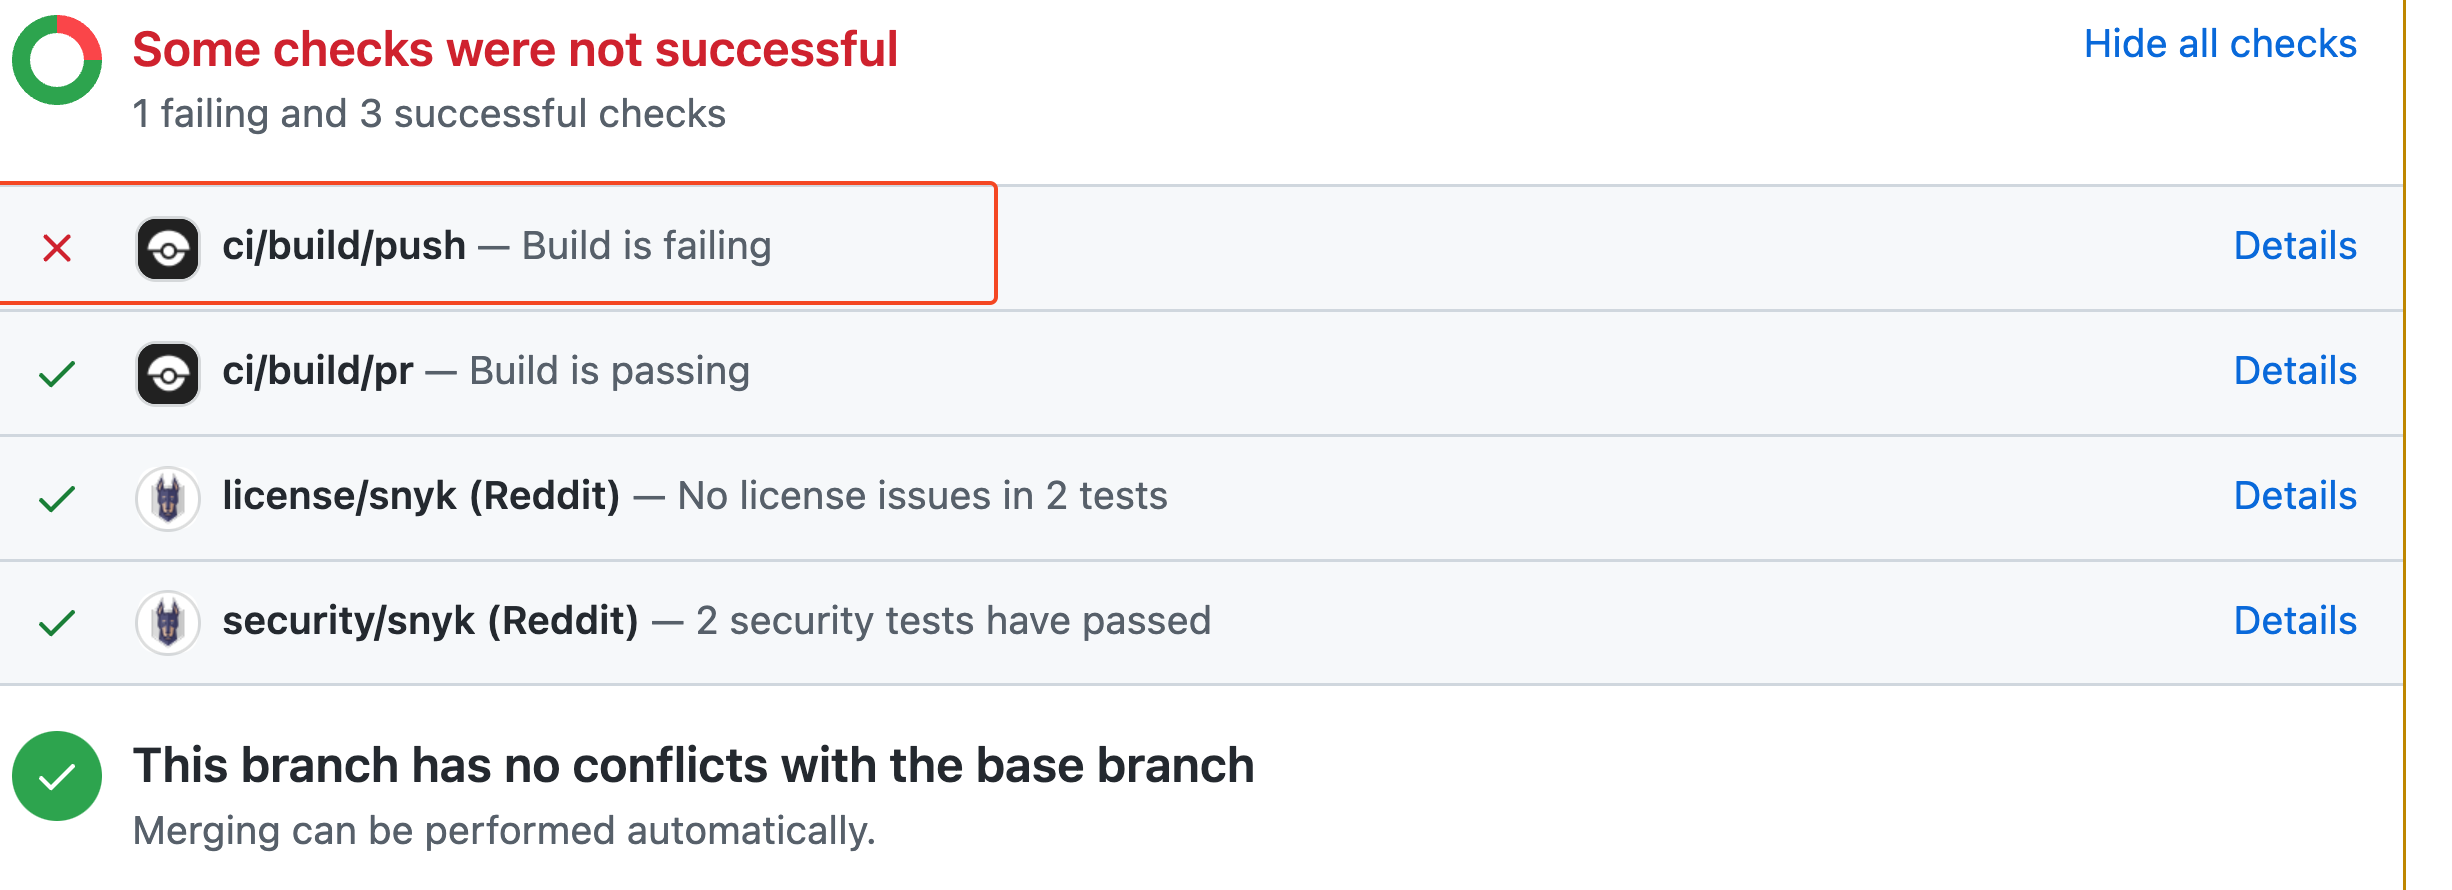 Some checks were not successful
Hide all checks
1 failing and 3 successful checks
ci/build/push — Build is failing
Details
ci/build/pr — Build is passing
Details
license/snyk (Reddit) — No license issues in 2 tests
Details
security/snyk (Reddit) — 2 security tests have passed
Details
This branch has no conflicts with the base branch
Merging can be performed automatically.